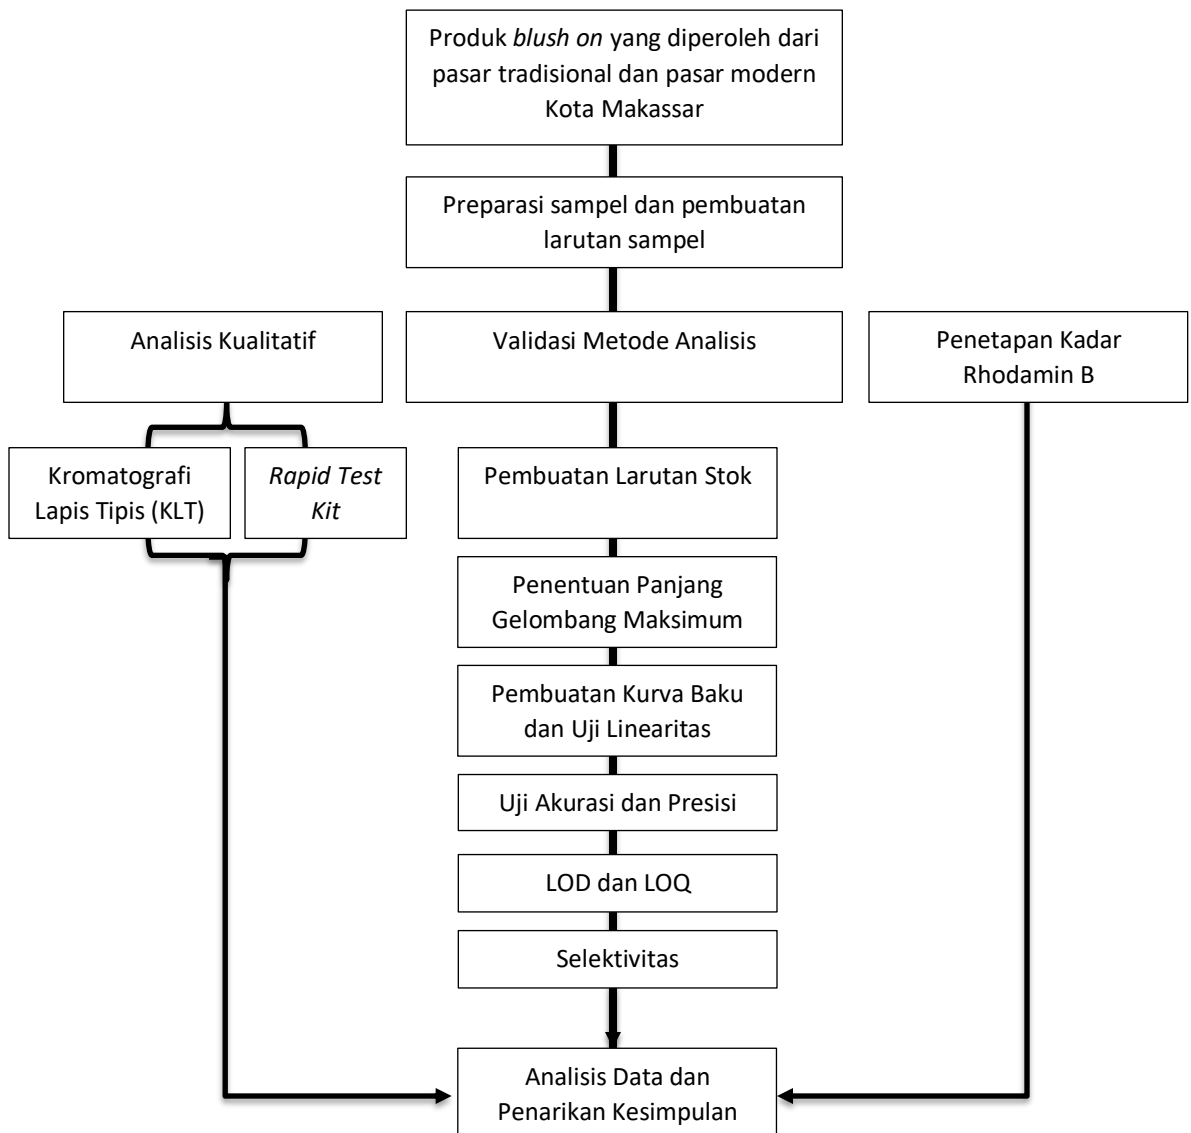 Produk blush on yang diperoleh dari
pasar tradisional dan pasar modern
Kota Makassar
Preparasi sampel dan pembuatan
larutan sampel
Analisis Kualitatif
Validasi Metode Analisis
Penetapan Kadar
Rhodamin B
Kromatografi
Lapis Tipis (KLT)
Rapid Test
Kit
Pembuatan Larutan Stok
Penentuan Panjang
Gelombang Maksimum
Pembuatan Kurva Baku
dan Uji Linearitas
Uji Akurasi dan Presisi
LOD dan LOQ
Selektivitas
Analisis Data dan
Penarikan Kesimpulan